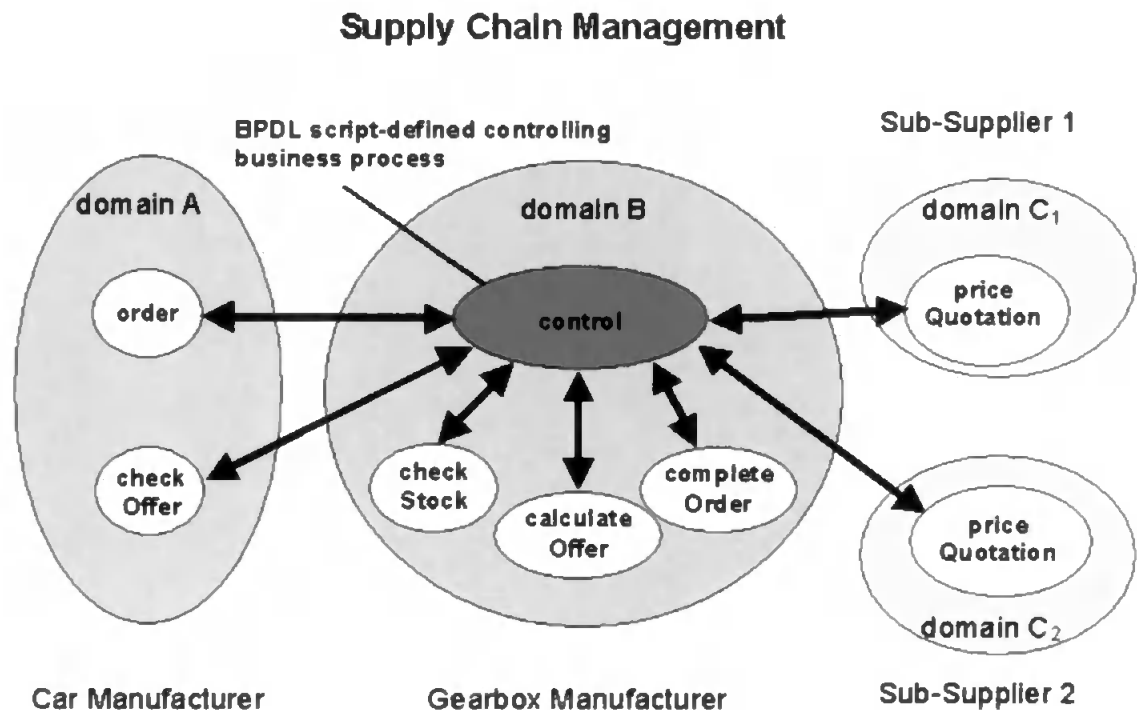 Supply Chain Management
BPDL script-defined controlling
business process
Sub-Supplier 1
domain A
domain B
domain C₁
order
control
price
Quotation
check
Offer
check
Stock
calculate
Offer
complete
Order
price
Quotation
domain C₂
Car Manufacturer
Gearbox Manufacturer
Sub-Supplier 2